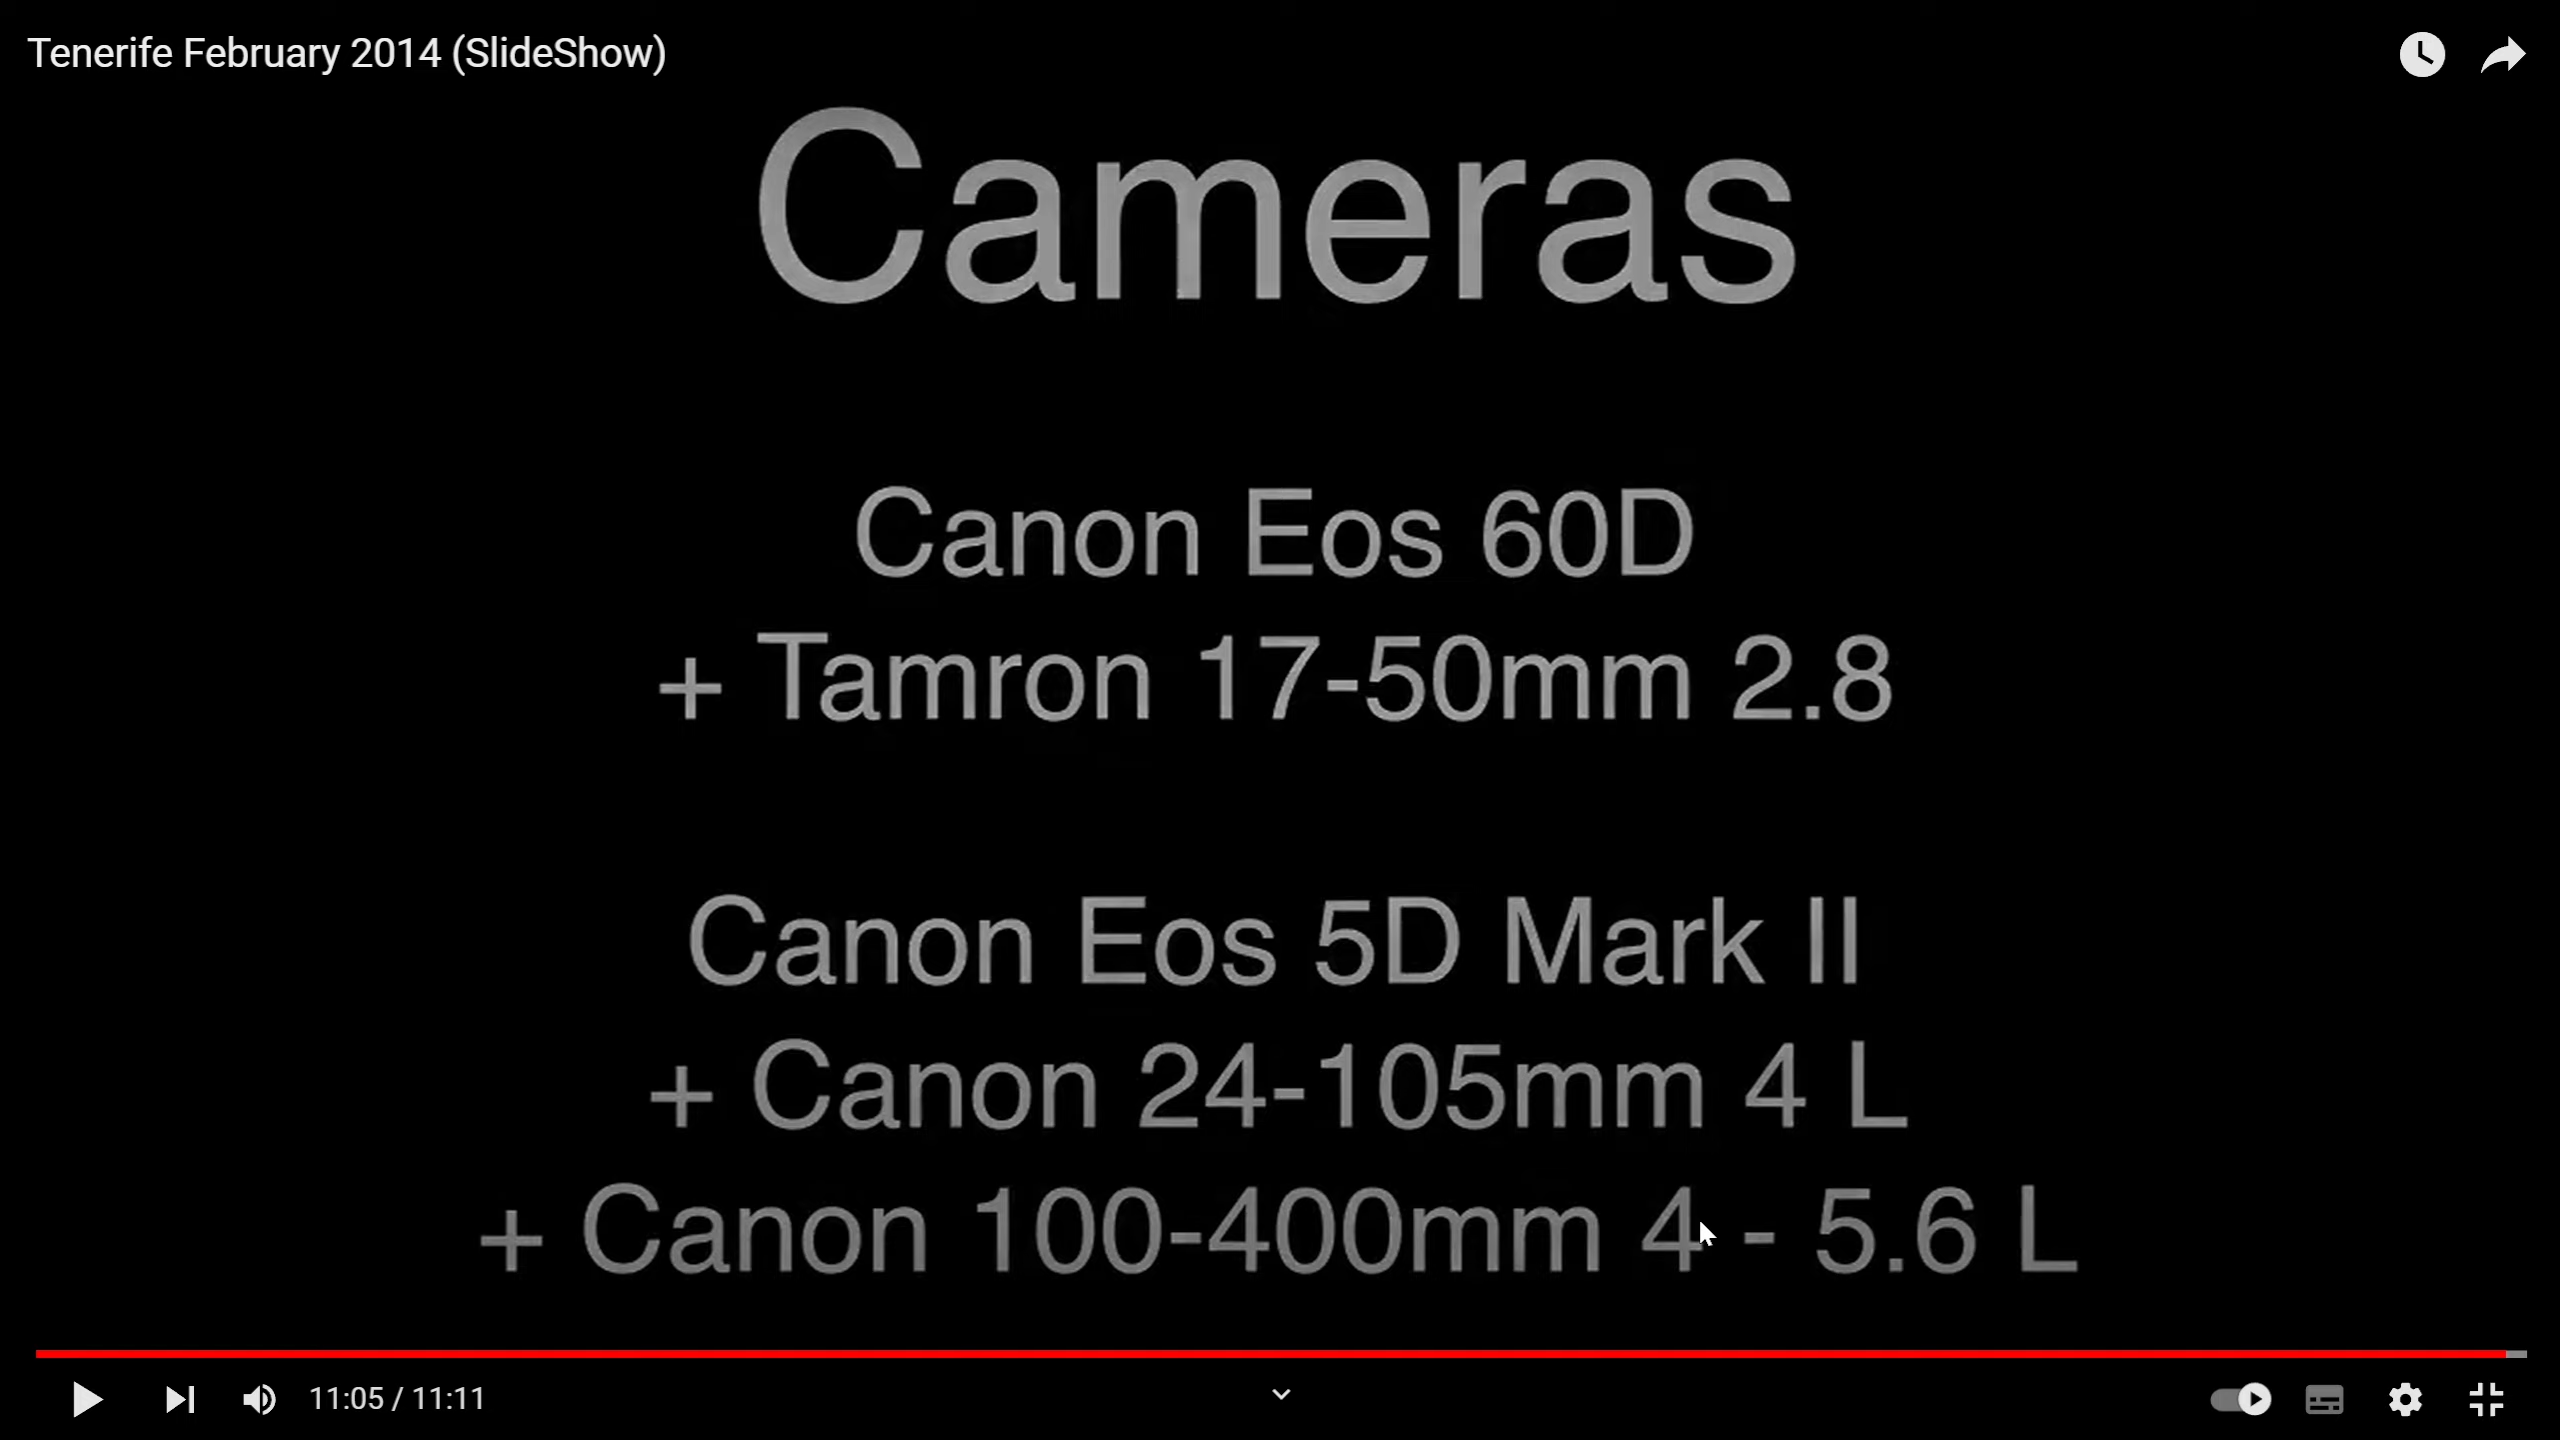 Tenerife February 2014 (SlideShow)
Cameras
Canon Eos 60D
+ Tamron 17-50mm 2.8
Canon Eos 5D Mark II
+ Canon 24-105mm 4 L
+ Canon 100-400mm 4 - 5.6 L
11:05 / 11:11